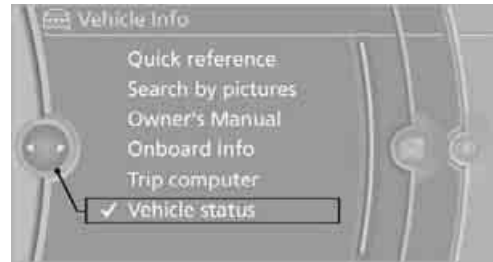 Vehicle Info
Quick reference
Search by pictures
Owner's Manual
Onboard info
Trip computer
✓ Vehicle status